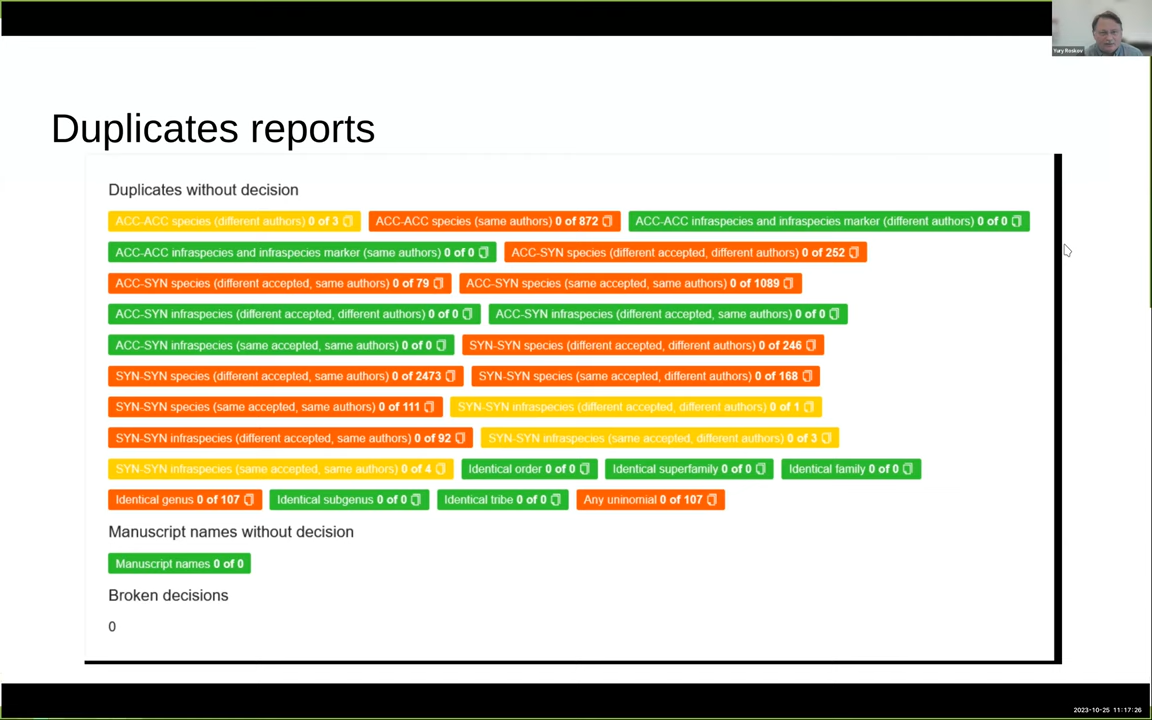 Yury Roskov
Duplicates reports
Duplicates without decision
ACC-ACC species (different authors) 0 of 3 ACC-ACC species (same authors) 0 of 872 ACC-ACC infraspecies and infraspecies marker (different authors) 0 of 0
ACC-ACC infraspecies and infraspecies marker (same authors) 0 of 0 ACC-SYN species (different accepted, different authors) 0 of 252
ACC-SYN species (different accepted, same authors) 0 of 79 ACC-SYN species (same accepted, same authors) 0 of 1089
ACC-SYN infraspecies (different accepted, different authors) 0 of 0 ACC-SYN infraspecies (different accepted, same authors) 0 of 0
ACC-SYN infraspecies (same accepted, same authors) 0 of 0 SYN-SYN species (different accepted, different authors) 0 of 246
SYN-SYN species (different accepted, same authors) 0 of 2473 SYN-SYN species (same accepted, different authors) 0 of 168
SYN-SYN species (same accepted, same authors) 0 of 111 SYN-SYN infraspecies (different accepted, different authors) 0 of 1
SYN-SYN infraspecies (different accepted, same authors) 0 of 92 SYN-SYN infraspecies (same accepted, different authors) 0 of 3
SYN-SYN infraspecies (same accepted, same authors) 0 of 4 Identical order 0 of 0 Identical superfamily 0 of 0 Identical family 0 of 0
Identical genus 0 of 107 Identical subgenus 0 of 0 Identical tribe 0 of 0 Any uninomial 0 of 107
Manuscript names without decision
Manuscript names 0 of 0
Broken decisions
0
2023-10-25 11:17:26